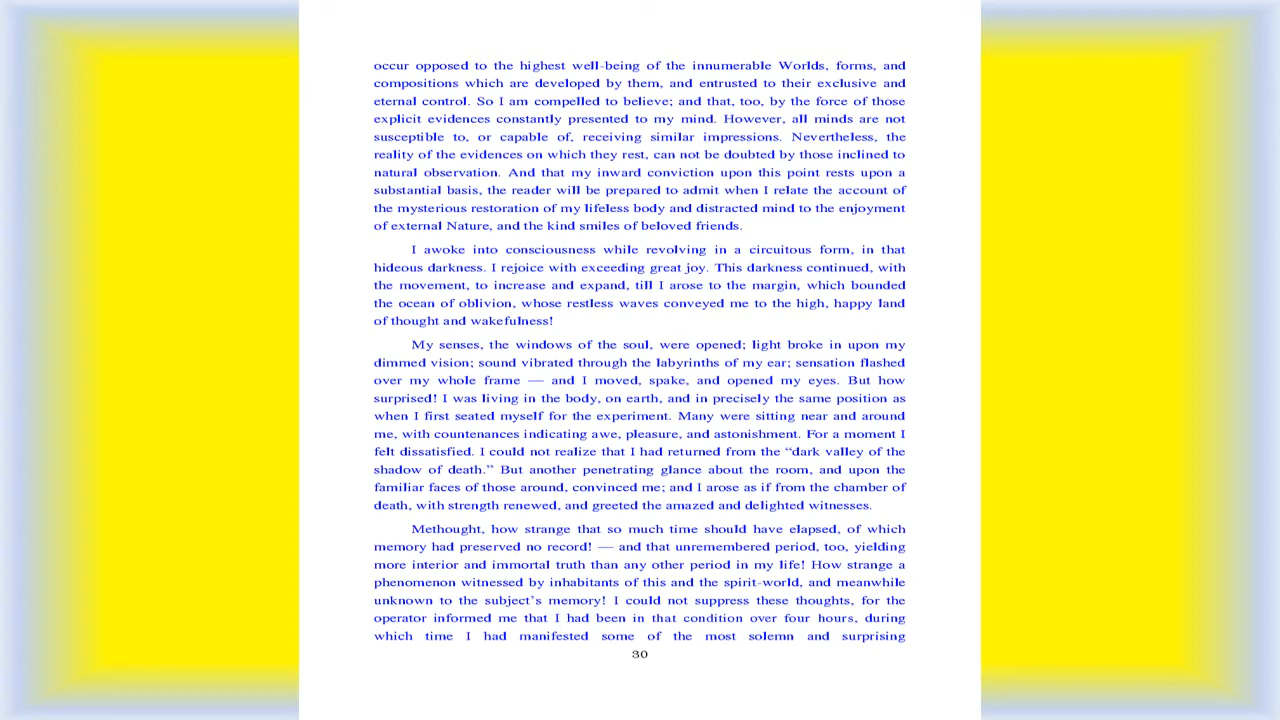 occur opposed to the highest well-being of the innumerable Worlds, forms, and
compositions which are developed by them, and entrusted to their exclusive and
eternal control. So I am compelled to believe; and that, too, by the force of those
explicit evidences constantly presented to my mind. However, all minds are not
susceptible to, or capable of, receiving similar impressions. Nevertheless, the
reality of the evidences on which they rest, can not be doubted by those inclined to
natural observation. And that my inward conviction upon this point rests upon a
substantial basis, the reader will be prepared to admit when I relate the account of
the mysterious restoration of my lifeless body and distracted mind to the enjoyment
of external Nature, and the kind smiles of beloved friends.
I awoke into consciousness while revolving in a circuitous form, in that
hideous darkness. I rejoice with exceeding great joy. This darkness continued, with
the movement, to increase and expand, till I arose to the margin, which bounded
the ocean of oblivion, whose restless waves conveyed me to the high, happy land
of thought and wakefulness!
My senses, the windows of the soul, were opened; light broke in upon my
dimmed vision; sound vibrated through the labyrinths of my ear; sensation flashed
over my whole frame — and I moved, spake, and opened my eyes. But how
surprised! I was living in the body, on earth, and in precisely the same position as
when I first seated myself for the experiment. Many were sitting near and around
me, with countenances indicating awe, pleasure, and astonishment. For a moment I
felt dissatisfied. I could not realize that I had returned from the “dark valley of the
shadow of death.” But another penetrating glance about the room, and upon the
familiar faces of those around, convinced me; and I arose as if from the chamber of
death, with strength renewed, and greeted the amazed and delighted witnesses.
Methought, how strange that so much time should have elapsed, of which
memory had preserved no record! — and that unremembered period, too, yielding
more interior and immortal truth than any other period in my life! How strange a
phenomenon witnessed by inhabitants of this and the spirit-world, and meanwhile
unknown to the subject’s memory! I could not suppress these thoughts, for the
operator informed me that I had been in that condition over four hours, during
which time I had manifested some of the most solemn and surprising
30